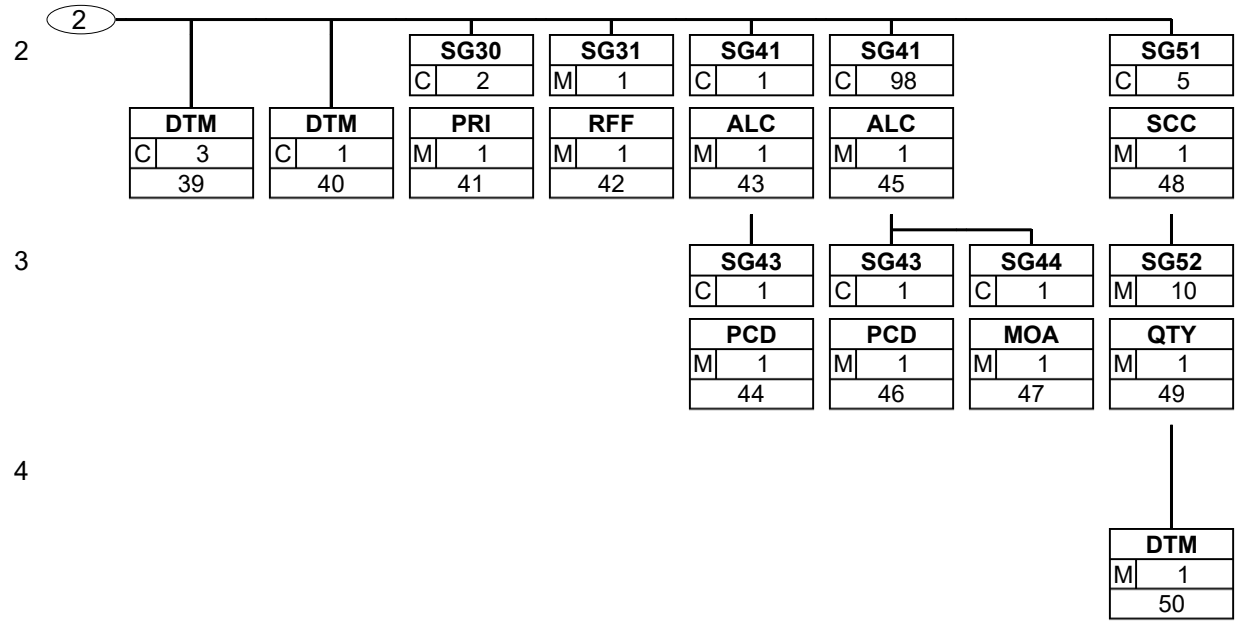 2
2
SG30 SG31 SG41 SG41 SG51
C 2 M 1 C 1 C 98 C 5
DTM DTM PRI RFF ALC ALC SCC
C 3 C 1 M 1 M 1 M 1 M 1 M 1
39 40 41 42 43 45 48
3
SG43 SG43 SG44 SG52
C 1 C 1 C 1 M 10
PCD PCD MOA QTY
M 1 M 1 M 1 M 1
44 46 47 49
4
DTM
M 1
50